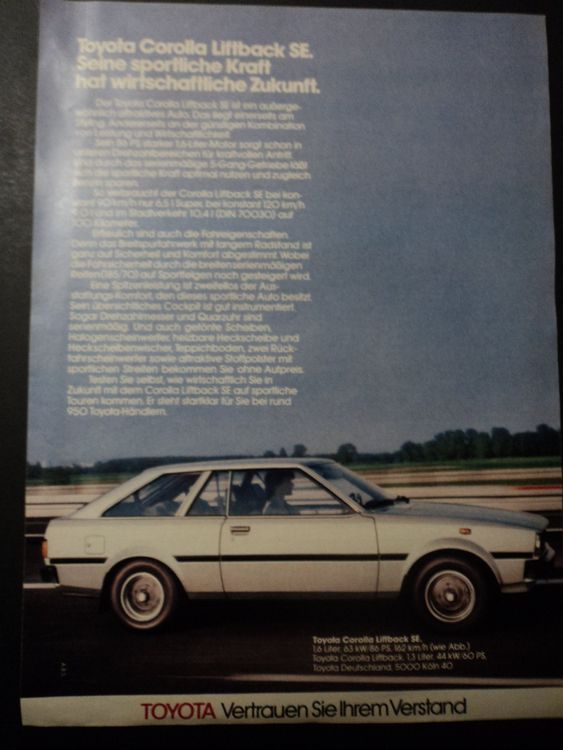 Toyota Corolla Liftback SE.
Seine sportliche Kraft
hat wirtschaftliche Zukunft.
Der Toyota Corolla Liftback SE ist ein außerge-
wöhnlich attraktives Auto. Das liegt einerseits am
Styling. Andererseits an der günstigen Kombination
von Leistung und Wirtschaftlichkeit.
Sein 86 PS starker 1,6-Liter-Motor sorgt schon in
unteren Drehzahlbereichen für kraftvollen Antritt.
Und durch das serienmäßige 5-Gang-Getriebe läßt
sich die sportliche Kraft optimal nutzen und zugleich
sparen.
So verbraucht der Corolla Liftback SE bei kon-
stant 90 km/h nur 6,5 l Super, bei konstant 120 km/h
l und im Stadtverkehr 10,4 l (DIN 70030) auf
100 Kilometer.
Erfreulich sind auch die Fahreigenschaften.
Denn das Breitspurfahrwerk mit langem Radstand ist
ganz auf Sicherheit und Komfort abgestimmt. Wobei
die Fahrsicherheit durch die breiten serienmäßigen
Reifen (185/70) auf Sportfelgen noch gesteigert wird.
Eine Spitzenleistung ist zweifellos der Aus-
stattungs-Komfort, den dieses sportliche Auto besitzt.
Sein übersichtliches Cockpit ist gut instrumentiert.
Sogar Drehzahlmesser und Quarzuhr sind
serienmäßig. Und auch getönte Scheiben,
Halogenscheinwerfer, heizbare Heckscheibe und
Heckscheibenwischer, Teppichboden, zwei Rück-
fahrscheinwerfer sowie attraktive Stoffpolster mit
sportlichen Streifen bekommen Sie ohne Aufpreis.
Testen Sie selbst, wie wirtschaftlich Sie in
Zukunft mit dem Corolla Liftback SE auf sportliche
Touren kommen. Er steht startklar für Sie bei rund
950 Toyota-Händlern.
Toyota Corolla Liftback SE.
1,6 Liter, 63 kW/86 PS, 162 km/h (wie Abb.)
Toyota Corolla Liftback, 1,3 Liter, 44 kW/60 PS,
Toyota Deutschland, 5000 Köln 40
TOYOTA Vertrauen Sie Ihrem Verstand